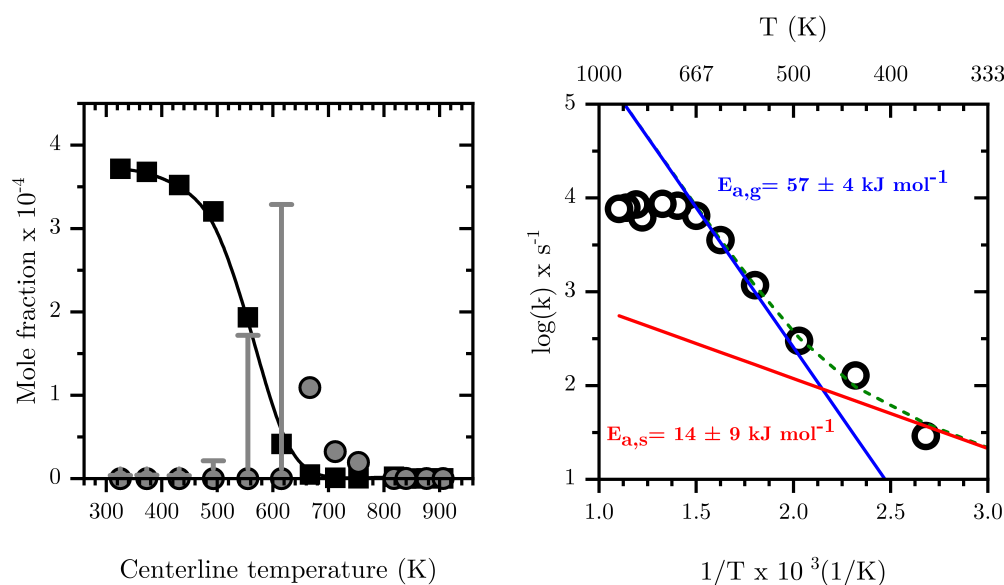 T (K)
1000 667 500 400 333
4
3
2
1
0
Mole fraction x 10⁻⁴
300 400 500 600 700 800 900
Centerline temperature (K)
5
4
3
2
1
log(k) x s⁻¹
Eₐ,g= 57 ± 4 kJ mol⁻¹
Eₐ,s= 14 ± 9 kJ mol⁻¹
1.0 1.5 2.0 2.5 3.0
1/T x 10 ³(1/K)